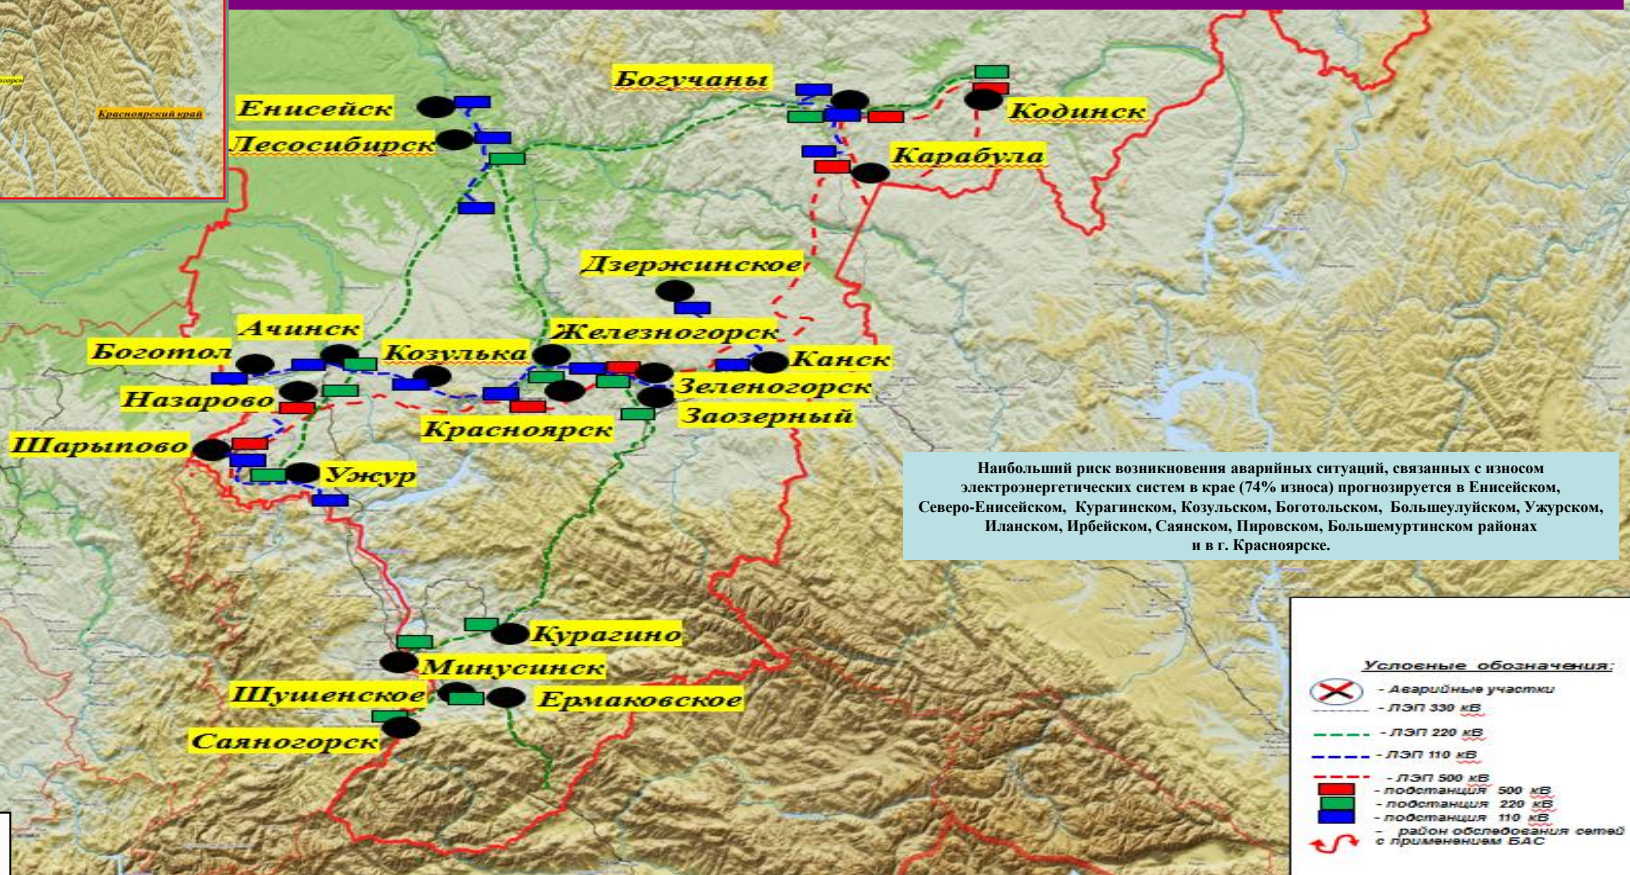 Красноярский край
Богучаны
Енисейск
Кодинск
Лесосибирск
Карабула
Дзержинское
Ачинск
Железногорск
Боготол
Козулька
Канск
Назарово
Зеленогорск
Заозерный
Красноярск
Шарыпово
Ужур
Наибольший риск возникновения аварийных ситуаций, связанных с износом
электроэнергетических систем в крае (74% износа) прогнозируется в Енисейском,
Северо-Енисейском, Курагинском, Козульском, Боготольском, Большеулуйском, Ужурском,
Иланском, Ирбейском, Саянском, Пировском, Большемуртинском районах
и в г. Красноярске.
Курагино
Минусинск
Шушенское
Ермаковское
Саяногорск
Условные обозначения:
- Аварийные участки
- ЛЭП 330 кВ
- ЛЭП 220 кВ
- ЛЭП 110 кВ
- ЛЭП 500 кВ
- подстанция 500 кВ
- подстанция 220 кВ
- подстанция 110 кВ
- район обследования сетей
с применением БАС